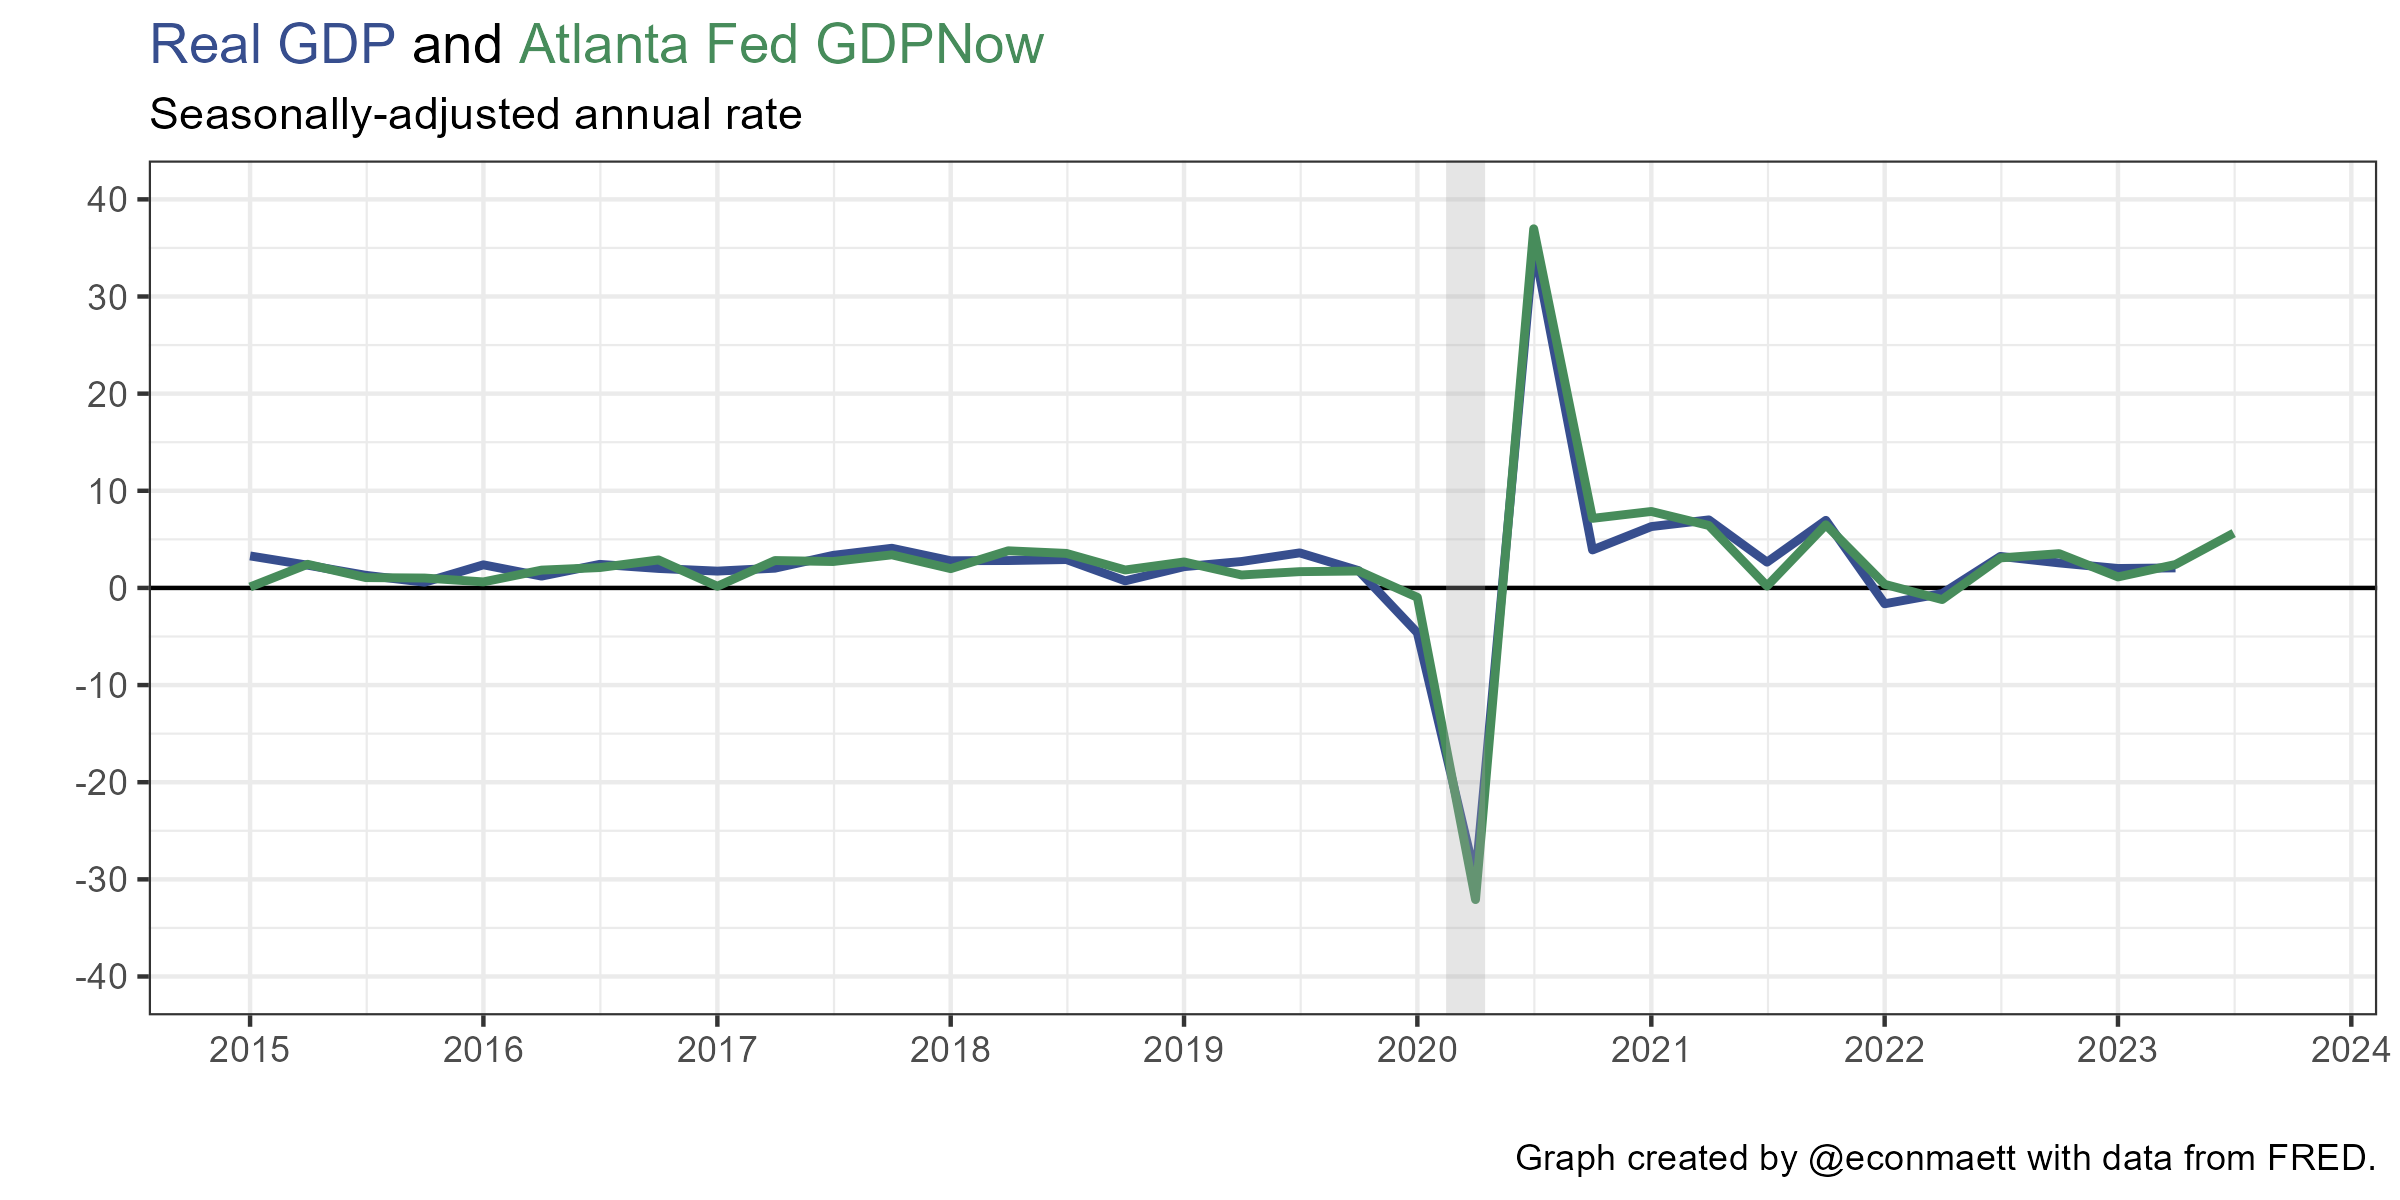 Real GDP and Atlanta Fed GDPNow
Seasonally-adjusted annual rate
40
30
20
10
0
-10
-20
-30
-40
2015 2016 2017 2018 2019 2020 2021 2022 2023 2024
Graph created by @econmaett with data from FRED.